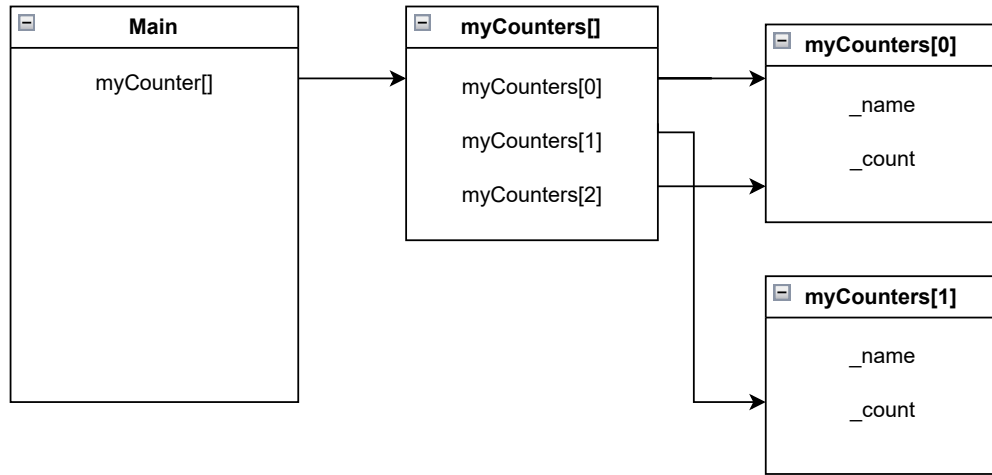 Main
myCounter[]
myCounters[]
myCounters[0]
myCounters[1]
myCounters[2]
myCounters[0]
_name
_count
myCounters[1]
_name
_count